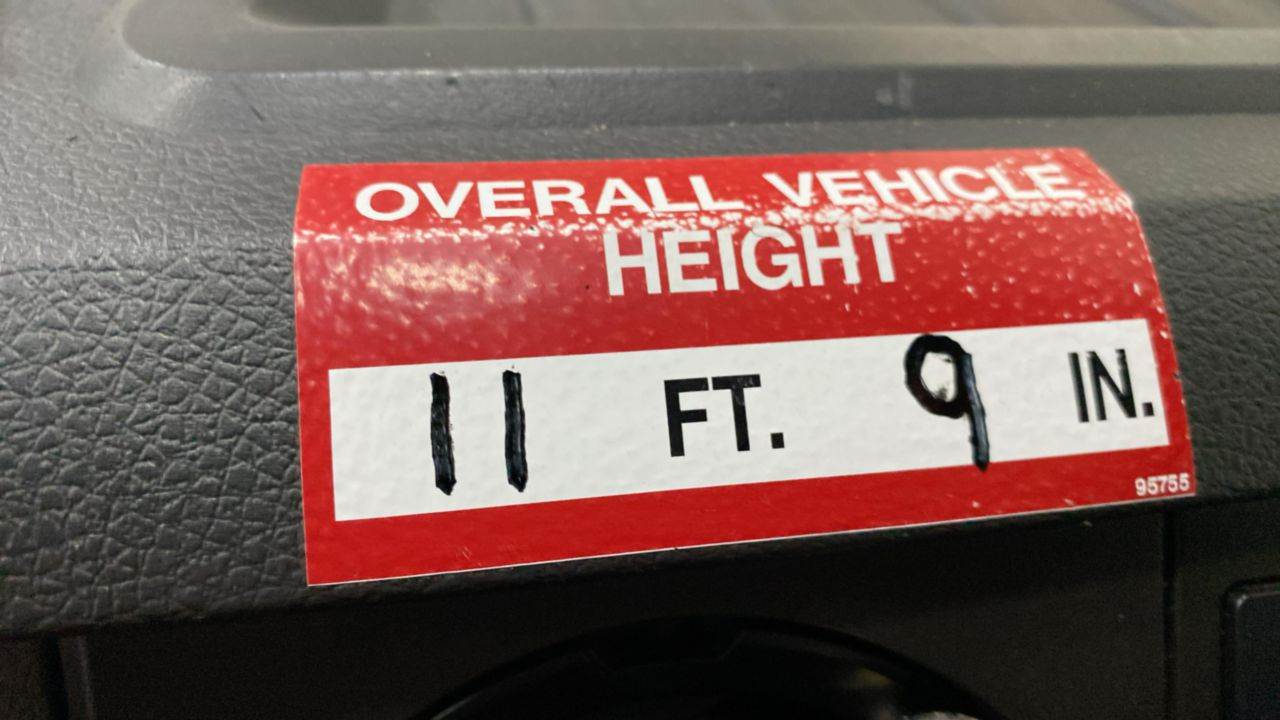 OVERALL VEHICLE
HEIGHT
11 FT. 9 IN.
95755